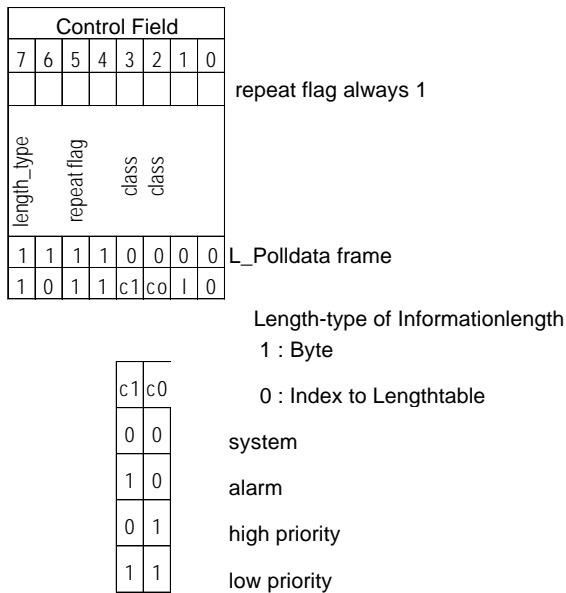 Control Field
7 6 5 4 3 2 1 0
repeat flag always 1
length_type repeat flag class class
1 1 1 1 0 0 0 0 L_Polldata frame
1 0 1 1 c1 co l 0
Length-type of Informationlength
1 : Byte
c1 c0 0 : Index to Lengthtable
0 0 system
1 0 alarm
0 1 high priority
1 1 low priority